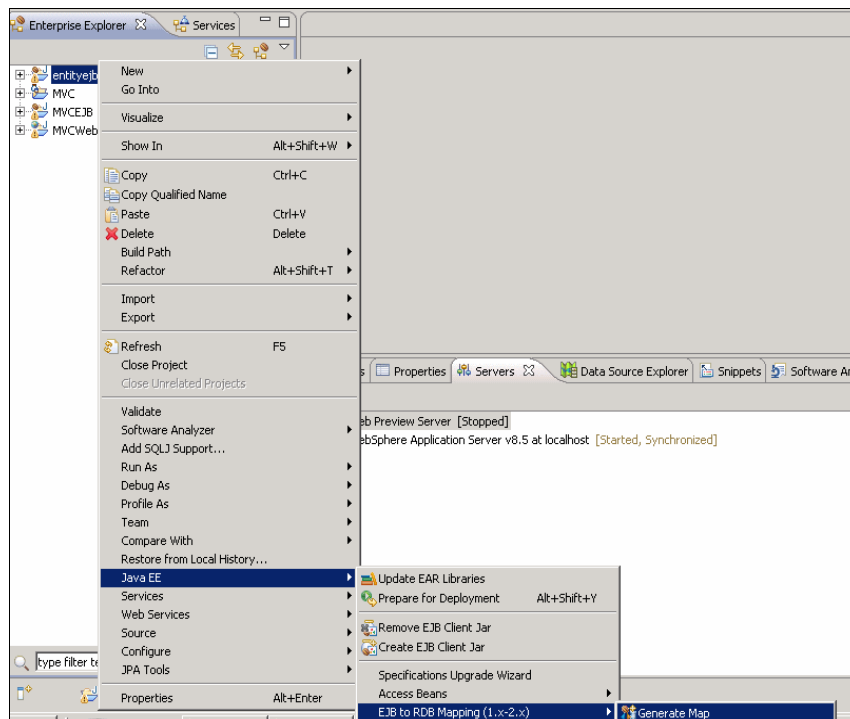 Enterprise Explorer
Services
entityejb
MVC
MVCEJB
MVCWeb
New
Go Into
Visualize
Show In Alt+Shift+W
Copy Ctrl+C
Copy Qualified Name
Paste Ctrl+V
Delete Delete
Build Path
Refactor Alt+Shift+T
Import
Export
Refresh F5
Close Project
Close Unrelated Projects
Validate
Software Analyzer
Add SQLJ Support...
Run As
Debug As
Profile As
Team
Compare With
Restore from Local History...
Java EE
Services
Web Services
Source
Configure
JPA Tools
Properties Alt+Enter
Properties
Servers
Data Source Explorer
Snippets
Software
eb Preview Server [Stopped]
ebSphere Application Server v8.5 at localhost [Started, Synchronized]
Update EAR Libraries
Prepare for Deployment Alt+Shift+Y
Remove EJB Client Jar
Create EJB Client Jar
Specifications Upgrade Wizard
Access Beans
EJB to RDB Mapping (1.x-2.x)
Generate Map
type filter te